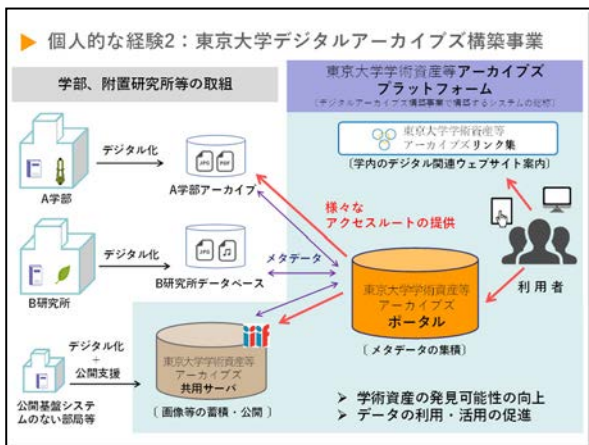 個人的な経験2：東京大学デジタルアーカイブズ構築事業
学部、附置研究所等の取組
東京大学学術資産等アーカイブズ
プラットフォーム
（デジタルアーカイブズ構築事業で構築するシステムの総称）
東京大学学術資産等
アーカイブズリンク集
（学内のデジタル関連ウェブサイト案内）
デジタル化
JPG
PDF
A学部
A学部アーカイブ
様々な
アクセスルートの提供
デジタル化
JPG
メタデータ
B研究所
B研究所データベース
東京大学学術資産等
アーカイブズ
ポータル
利用者
（メタデータの集積）
デジタル化
＋
公開支援
iiif
東京大学学術資産等
アーカイブズ
共用サーバ
公開基盤システム
のない部局等
（画像等の蓄積・公開）
➢ 学術資産の発見可能性の向上
➢ データの利用・活用の促進